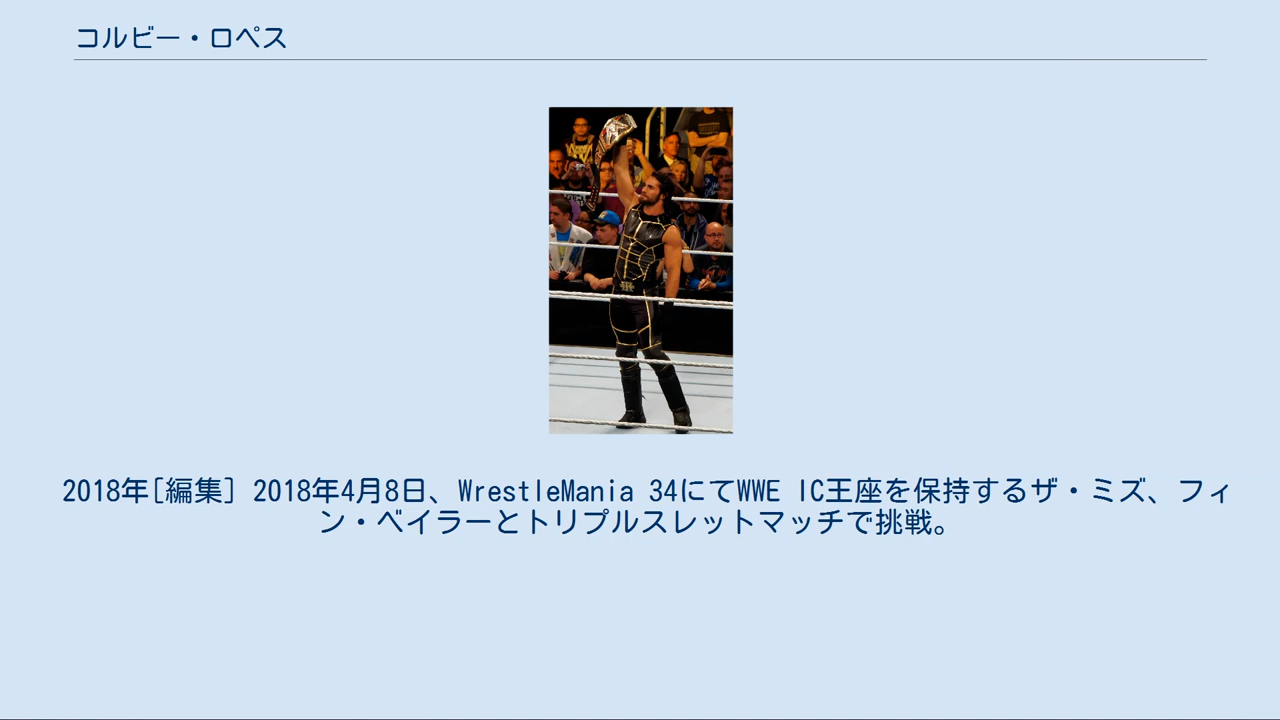 コルビー・ロペス
2018年[編集] 2018年4月8日、WrestleMania 34にてWWE IC王座を保持するザ・ミズ、フィ
ン・ベイラーとトリプルスレットマッチで挑戦。